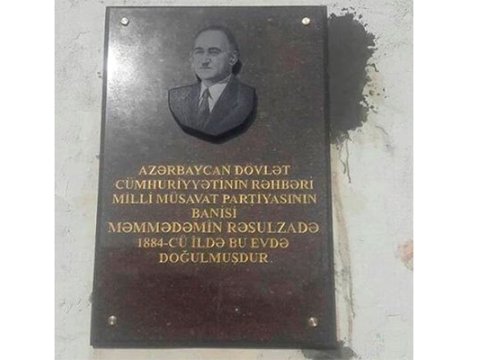 AZƏRBAYCAN DÖVLƏT
CÜMHURİYYƏTİNİN RƏHBƏRİ
MİLLİ MÜSAVAT PARTİYASININ
BANİSİ
MƏMMƏDƏMİN RƏSULZADƏ
1884-CÜ İLDƏ BU EVDƏ
DOĞULMUŞDUR.